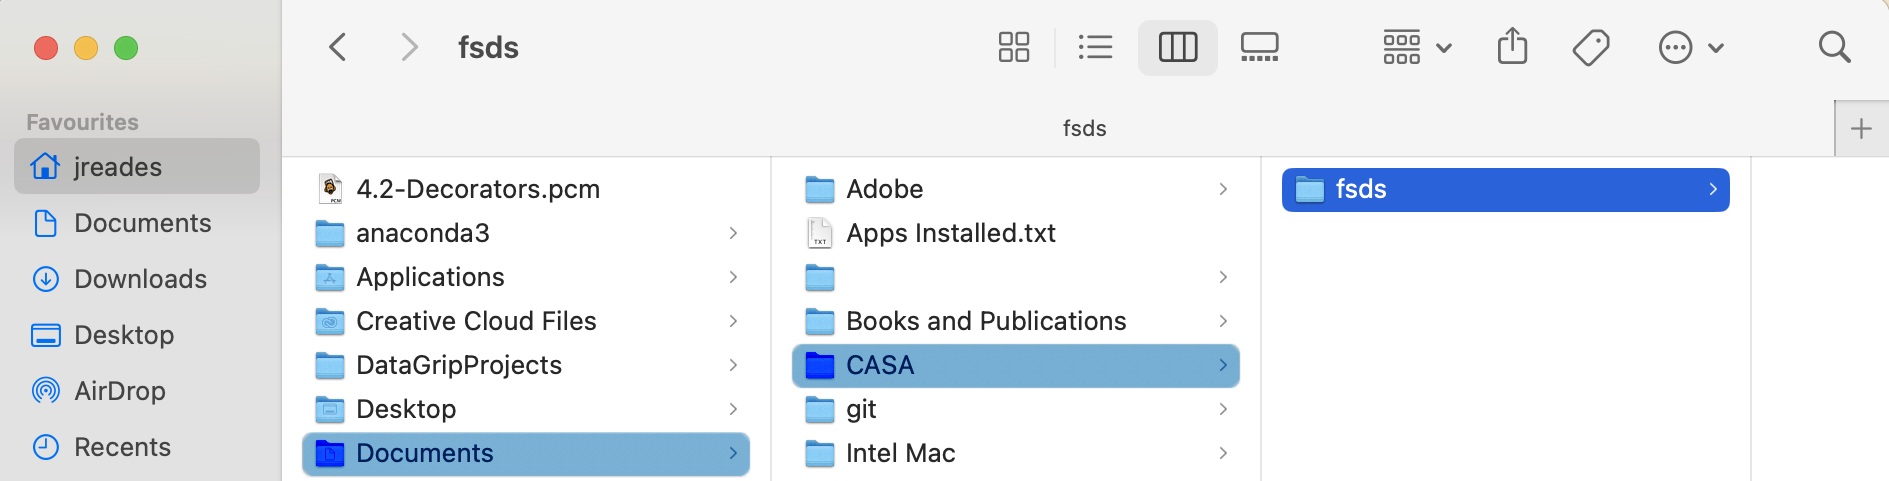 fsds
fsds
Favourites
jreades
Documents
Downloads
Desktop
AirDrop
Recents
4.2-Decorators.pcm
anaconda3
Applications
Creative Cloud Files
DataGripProjects
Desktop
Documents
Adobe
Apps Installed.txt
Books and Publications
CASA
git
Intel Mac
fsds